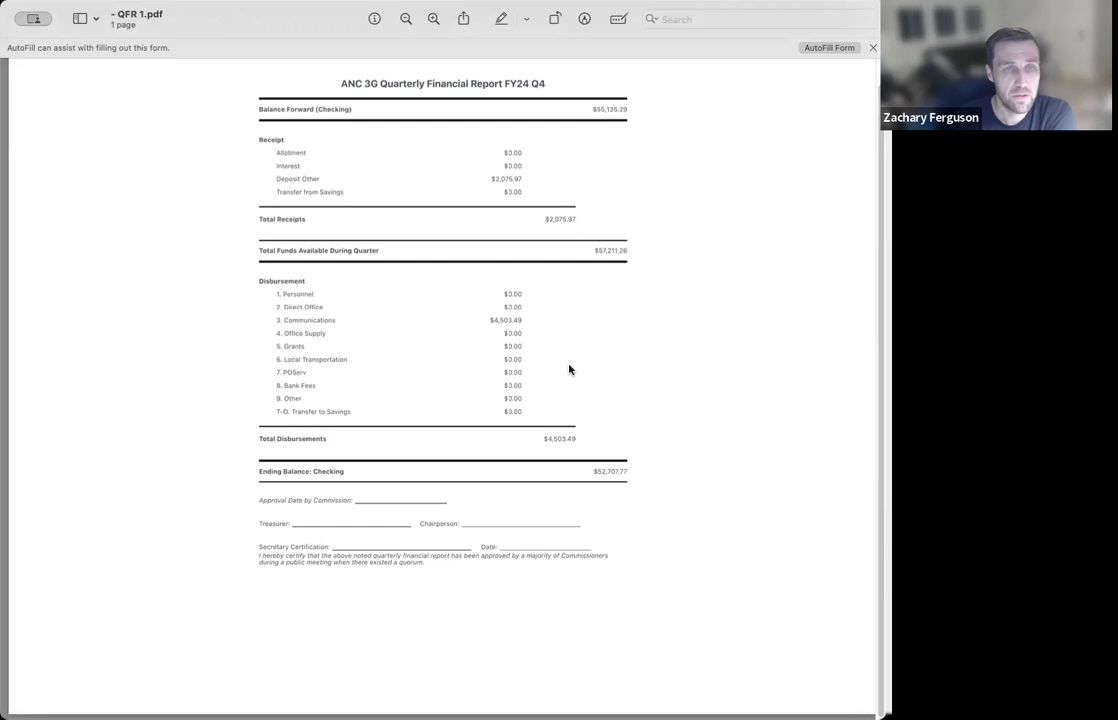 - QFR 1.pdf
1 page
Search
AutoFill can assist with filling out this form.
AutoFill Form
Zachary Ferguson
ANC 3G Quarterly Financial Report FY24 Q4
Balance Forward (Checking) $55,135.29
Receipt
Allotment $0.00
Interest $0.00
Deposit Other $2,075.97
Transfer from Savings $0.00
Total Receipts $2,075.97
Total Funds Available During Quarter $57,211.26
Disbursement
1. Personnel $0.00
2. Direct Office $0.00
3. Communications $4,503.49
4. Office Supply $0.00
5. Grants $0.00
6. Local Transportation $0.00
7. POServ $0.00
8. Bank Fees $0.00
9. Other $0.00
T-O. Transfer to Savings $0.00
Total Disbursements $4,503.49
Ending Balance: Checking $52,707.77
Approval Date by Commission:
Treasurer: Chairperson:
Secretary Certification: Date:
I hereby certify that the above noted quarterly financial report has been approved by a majority of Commissioners
during a public meeting when there existed a quorum.